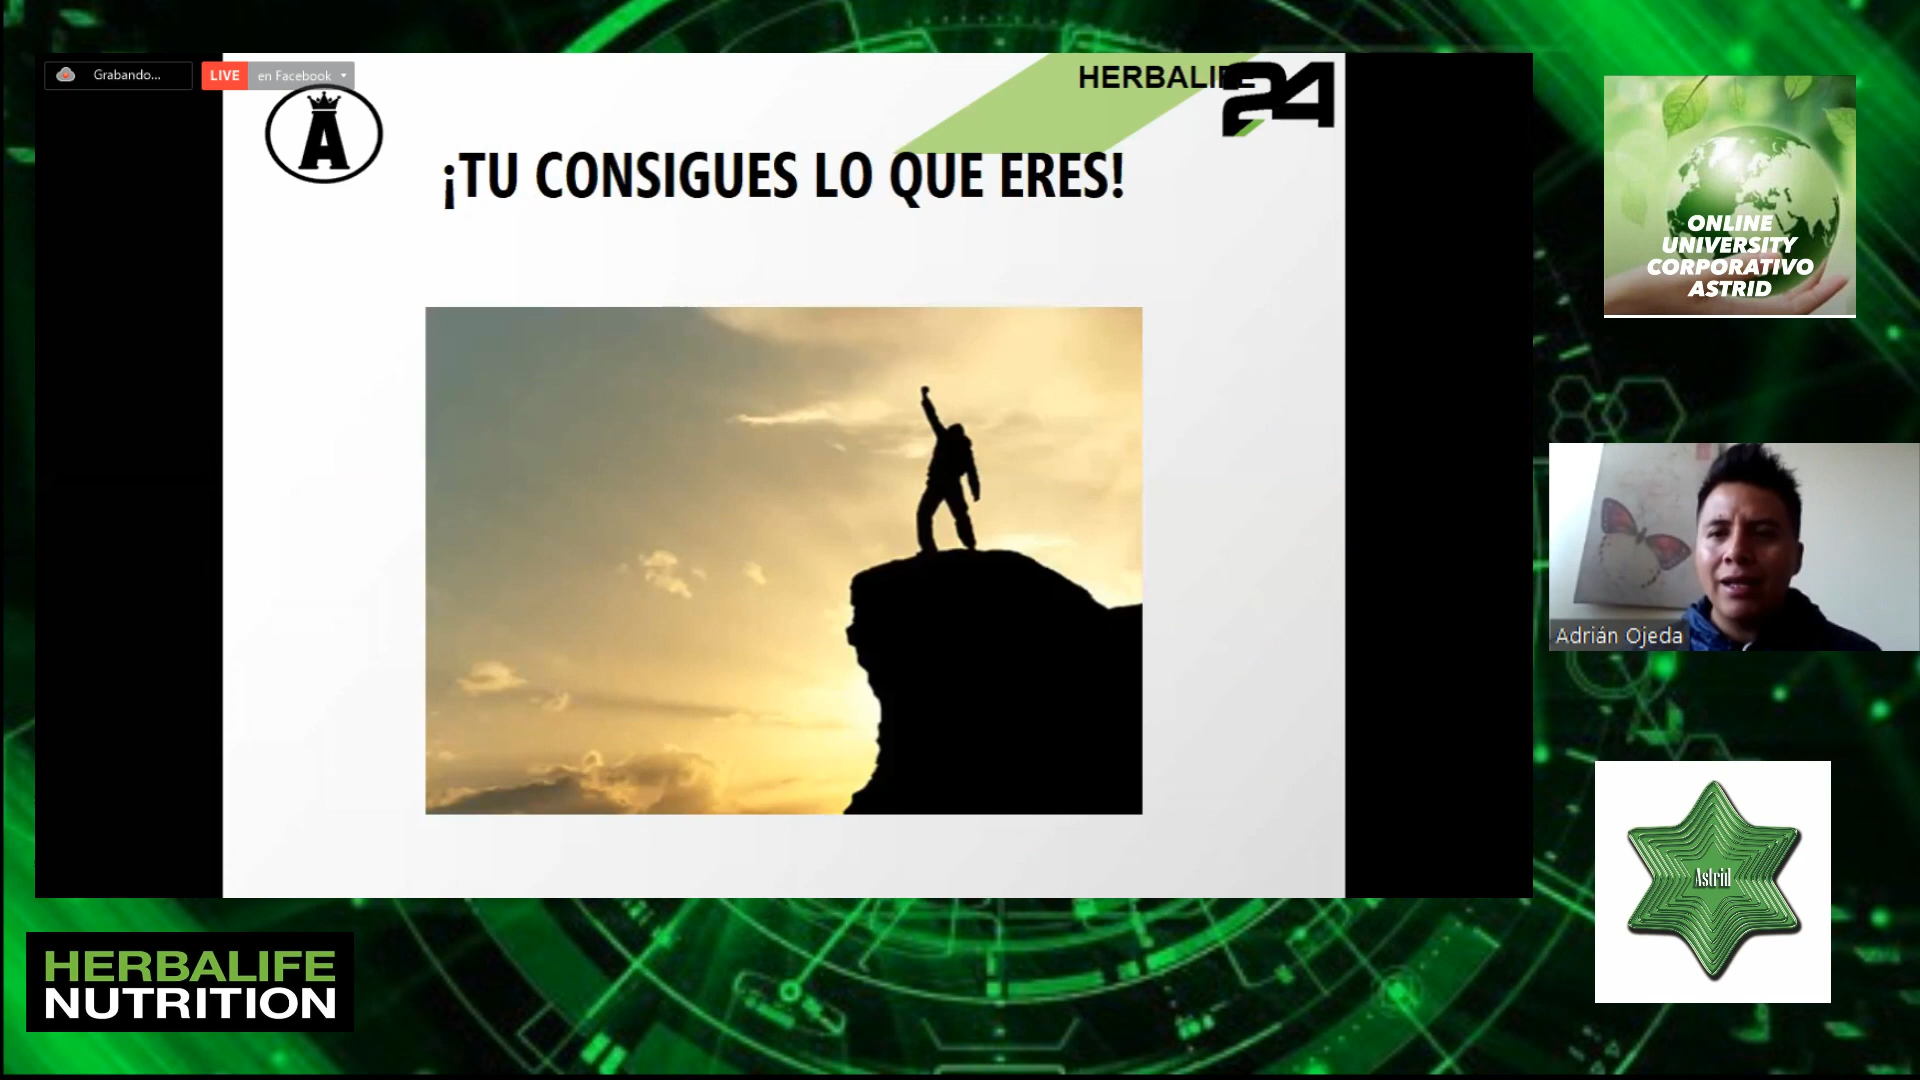 Grabando...
LIVE en Facebook
HERBALIFE
24
A
¡TU CONSIGUES LO QUE ERES!
ONLINE
UNIVERSITY
CORPORATIVO
ASTRID
Adrián Ojeda
Astrid
HERBALIFE
NUTRITION